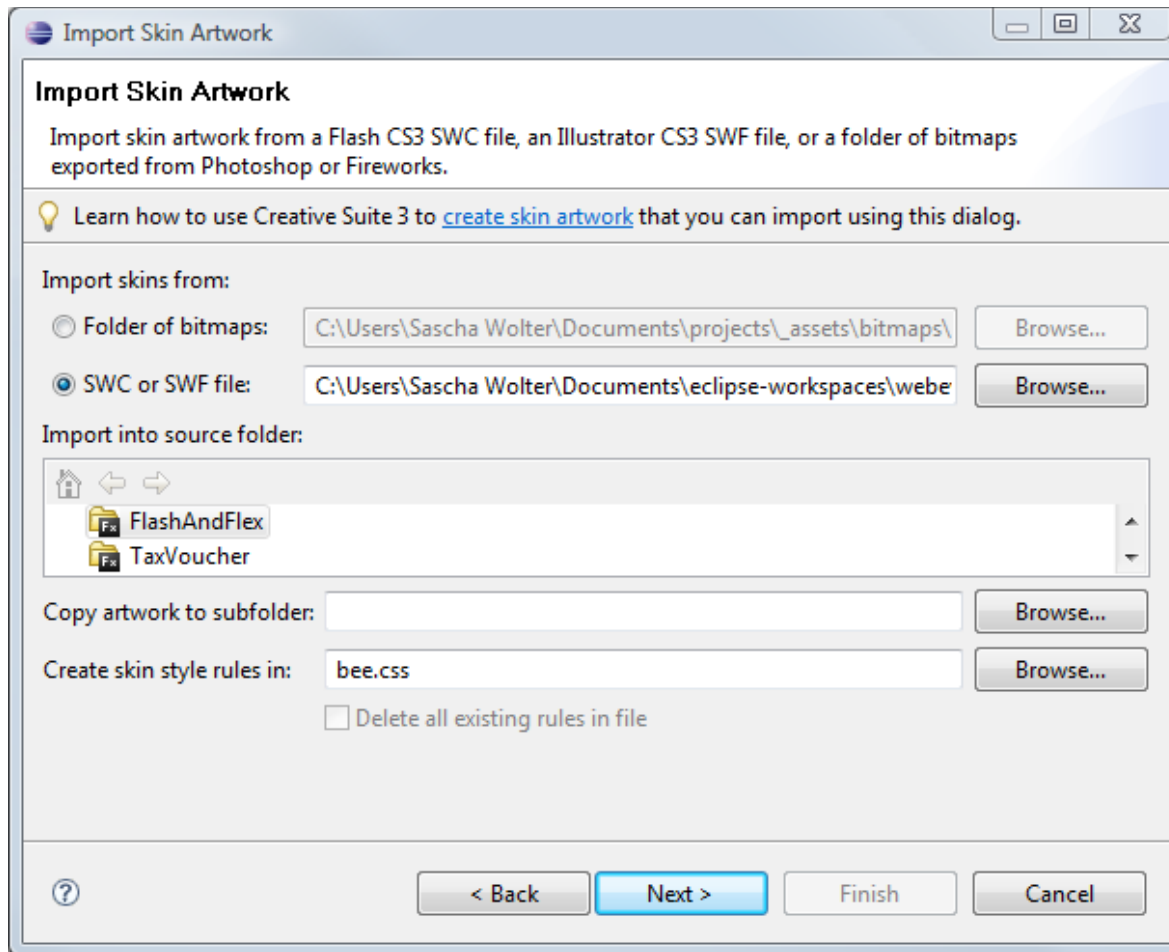 Import Skin Artwork
Import Skin Artwork
Import skin artwork from a Flash CS3 SWC file, an Illustrator CS3 SWF file, or a folder of bitmaps
exported from Photoshop or Fireworks.
Learn how to use Creative Suite 3 to create skin artwork that you can import using this dialog.
Import skins from:
Folder of bitmaps: C:\Users\Sascha Wolter\Documents\projects\_assets\bitmaps\ Browse...
SWC or SWF file: C:\Users\Sascha Wolter\Documents\eclipse-workspaces\webe Browse...
Import into source folder:
Fx FlashAndFlex
Fx TaxVoucher
Copy artwork to subfolder: Browse...
Create skin style rules in: bee.css Browse...
Delete all existing rules in file
? < Back Next > Finish Cancel